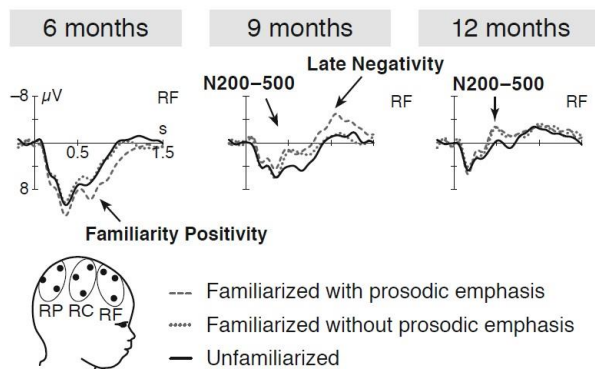 6 months
9 months
12 months
Late Negativity
–8 μV
RF
N200–500
RF
N200–500
RF
s
0.5
1.5
8
Familiarity Positivity
RP RC RF
Familiarized with prosodic emphasis
Familiarized without prosodic emphasis
Unfamiliarized